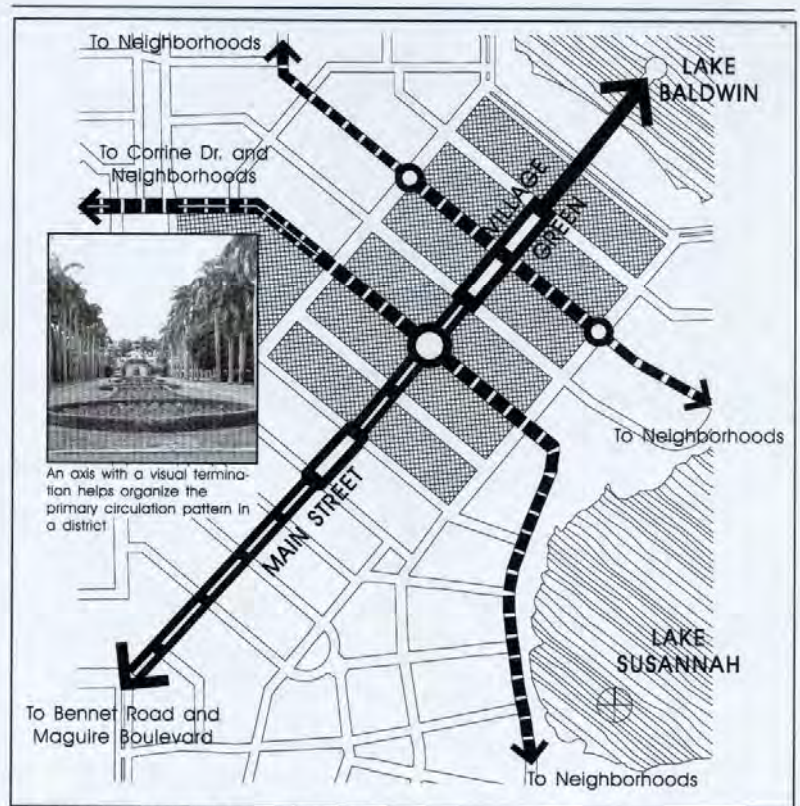 To Neighborhoods
LAKE
BALDWIN
To Corrine Dr. and
Neighborhoods
VILLAGE
GREEN
An axis with a visual termina-
tion helps organize the
primary circulation pattern in
a district
To Neighborhoods
MAIN STREET
LAKE
SUSANNAH
To Bennet Road and
Maguire Boulevard
To Neighborhoods